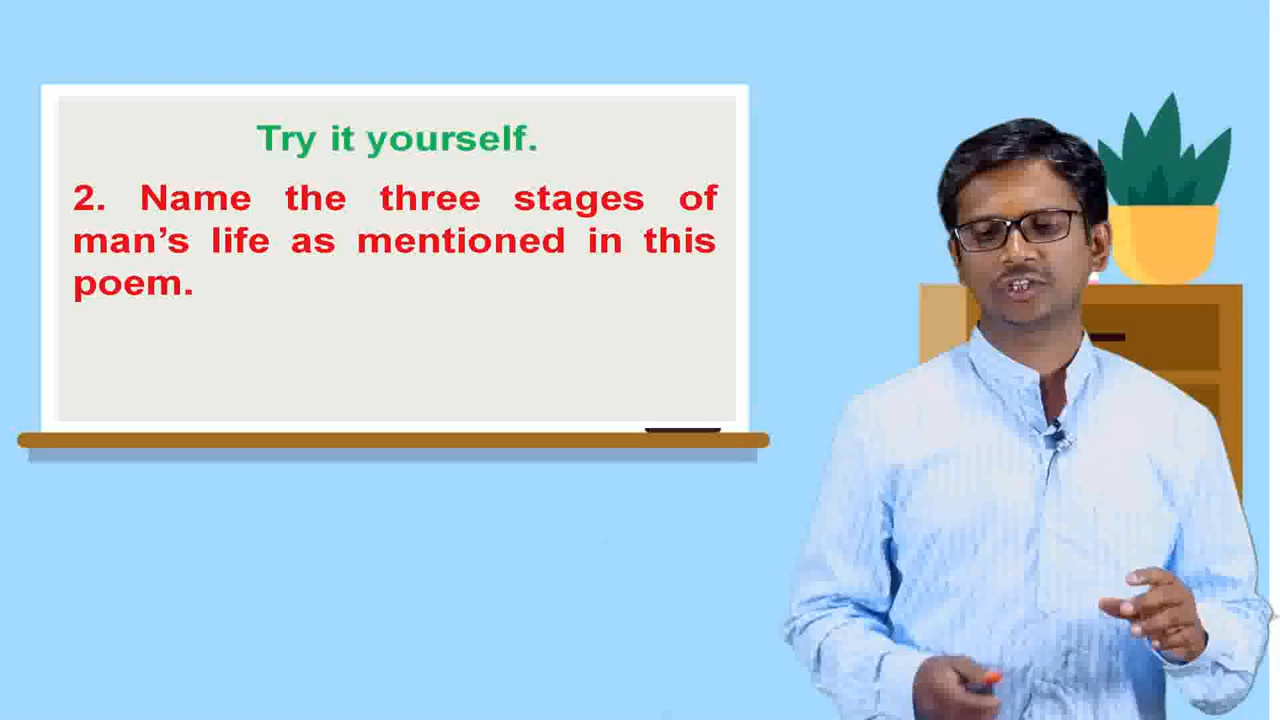 Try it yourself.
2. Name the three stages of
man's life as mentioned in this
poem.